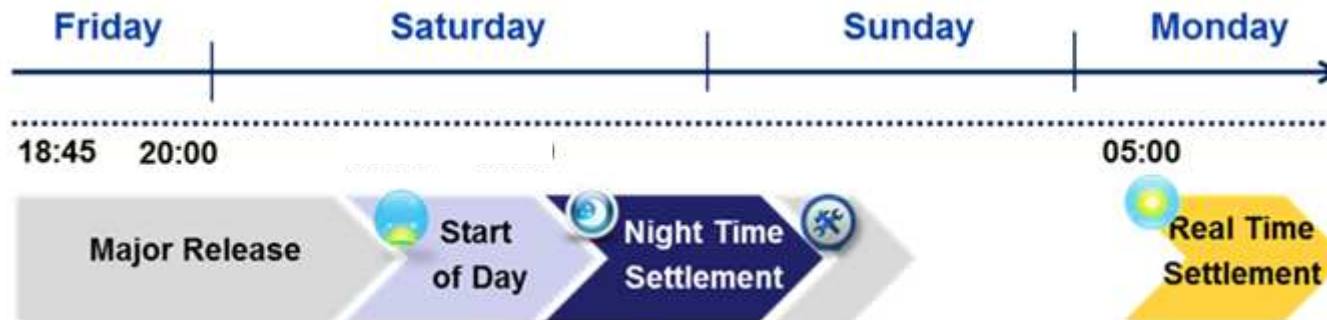 Friday Saturday Sunday Monday
18:45 20:00 05:00
Major Release
Start
of Day
Night Time
Settlement
Real Time
Settlement